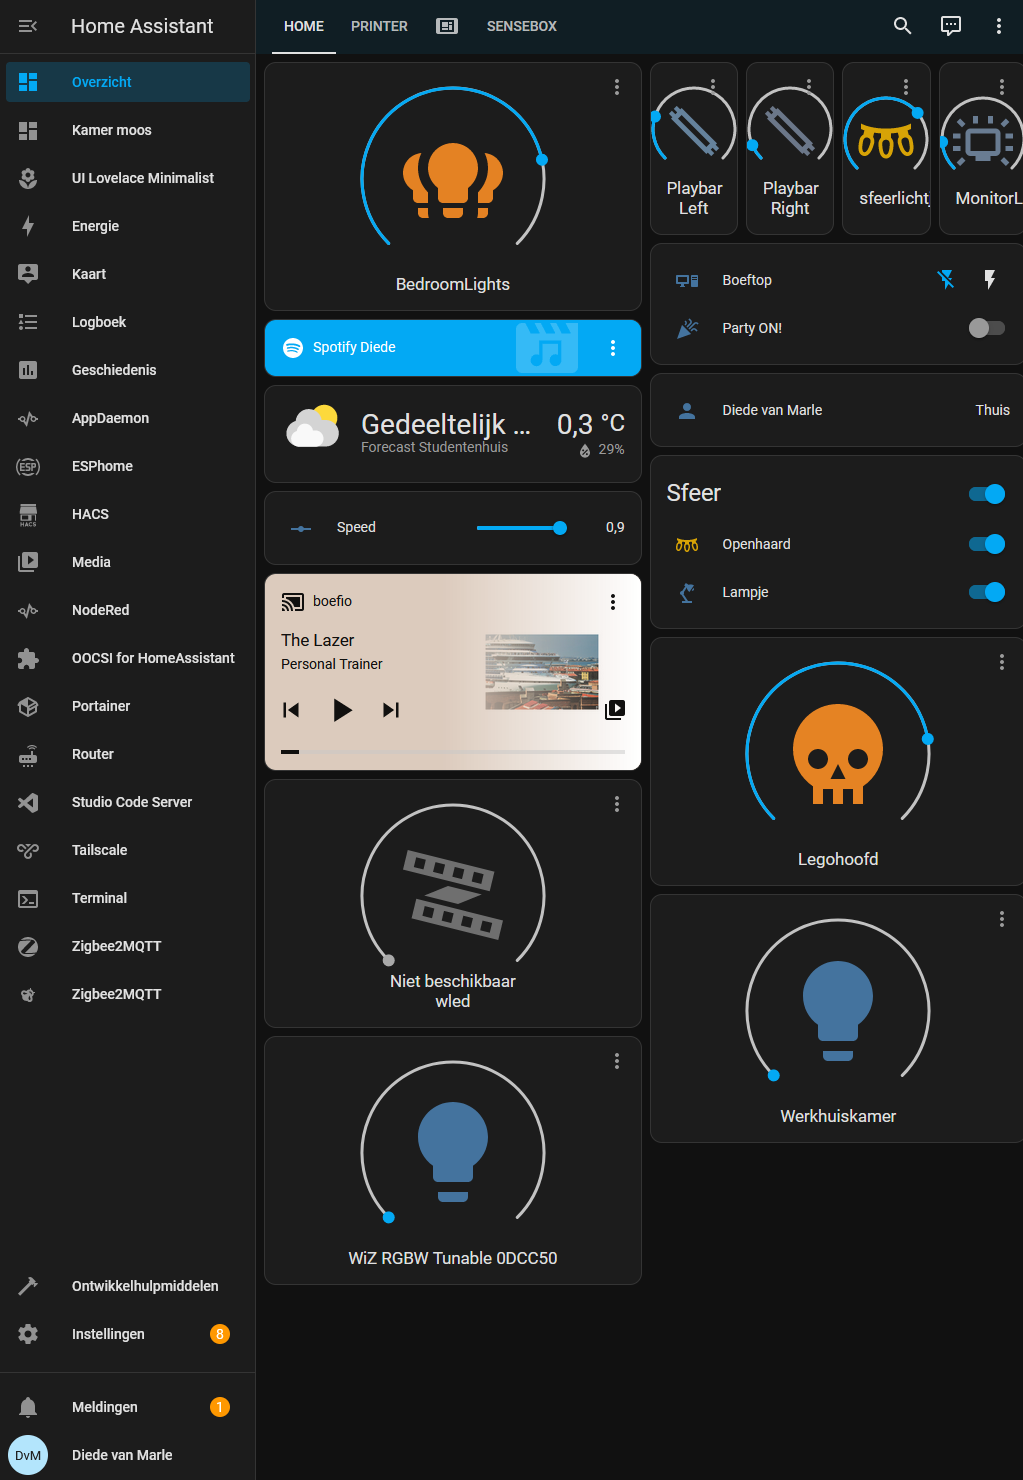 Home Assistant
HOME
PRINTER
SENSEBOX
Overzicht
Kamer moos
UI Lovelace Minimalist
Energie
Kaart
Logboek
Geschiedenis
AppDaemon
ESP
ESPhome
HACS
HACS
Media
NodeRed
OOCSI for HomeAssistant
Portainer
Router
Studio Code Server
Tailscale
Terminal
Zigbee2MQTT
Zigbee2MQTT
Ontwikkelhulpmiddelen
Instellingen 8
Meldingen 1
DvM Diede van Marle
BedroomLights
Spotify Diede
Gedeeltelijk ... 0,3 °C
Forecast Studentenhuis 29%
Speed 0,9
boefio
The Lazer
Personal Trainer
Niet beschikbaar
wled
WiZ RGBW Tunable 0DCC50
Playbar
Left
Playbar
Right
sfeerlicht
MonitorL
Boeftop
Party ON!
Diede van Marle Thuis
Sfeer
Openhaard
Lampje
Legohoofd
Werkhuiskamer